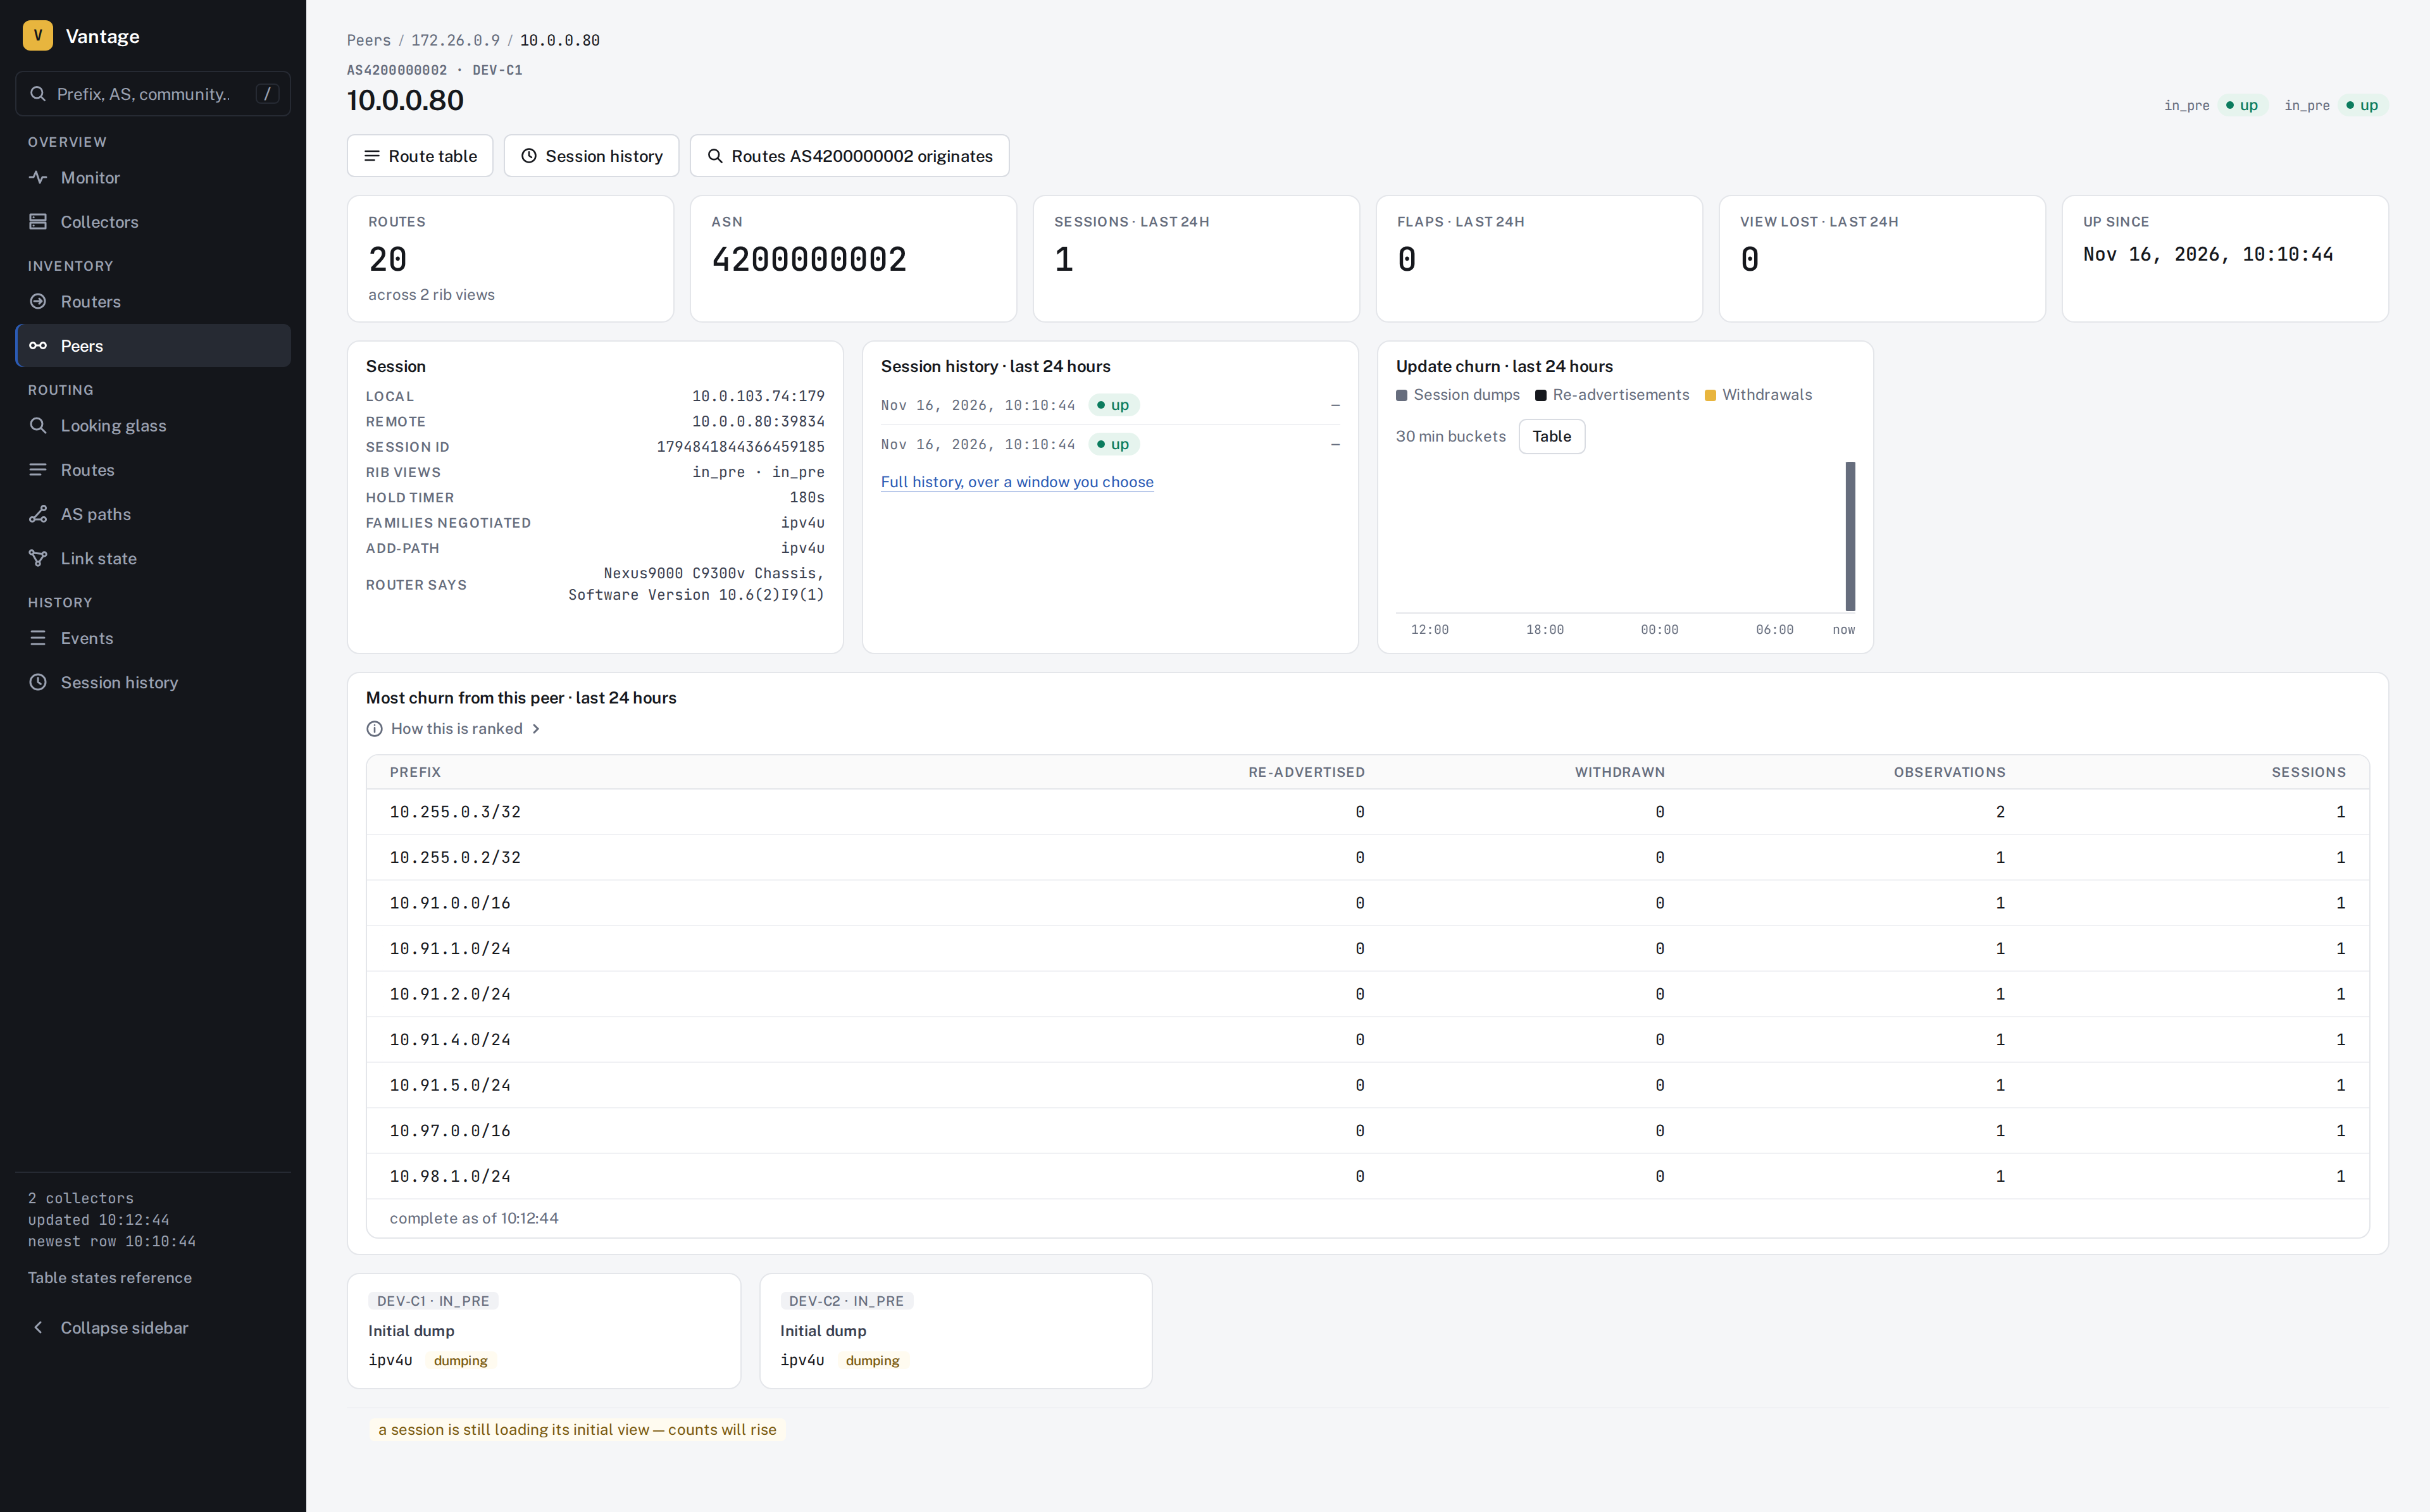 V Vantage
Prefix, AS, community.. /
OVERVIEW
Monitor
Collectors
INVENTORY
Routers
Peers
ROUTING
Looking glass
Routes
AS paths
Link state
HISTORY
Events
Session history
2 collectors
updated 10:12:44
newest row 10:10:44
Table states reference
Collapse sidebar
Peers / 172.26.0.9 / 10.0.0.80
AS4200000002 · DEV-C1
10.0.0.80
in_pre up in_pre up
Route table Session history Routes AS4200000002 originates
ROUTES
20
across 2 rib views
ASN
4200000002
SESSIONS · LAST 24H
1
FLAPS · LAST 24H
0
VIEW LOST · LAST 24H
0
UP SINCE
Nov 16, 2026, 10:10:44
Session
LOCAL 10.0.103.74:179
REMOTE 10.0.0.80:39834
SESSION ID 1794841844366459185
RIB VIEWS in_pre · in_pre
HOLD TIMER 180s
FAMILIES NEGOTIATED ipv4u
ADD-PATH ipv4u
ROUTER SAYS Nexus9000 C9300v Chassis,
Software Version 10.6(2)I9(1)
Session history · last 24 hours
Nov 16, 2026, 10:10:44 up —
Nov 16, 2026, 10:10:44 up —
Full history, over a window you choose
Update churn · last 24 hours
Session dumps Re-advertisements Withdrawals
30 min buckets Table
12:00 18:00 00:00 06:00 now
Most churn from this peer · last 24 hours
How this is ranked
PREFIX RE-ADVERTISED WITHDRAWN OBSERVATIONS SESSIONS
10.255.0.3/32 0 0 2 1
10.255.0.2/32 0 0 1 1
10.91.0.0/16 0 0 1 1
10.91.1.0/24 0 0 1 1
10.91.2.0/24 0 0 1 1
10.91.4.0/24 0 0 1 1
10.91.5.0/24 0 0 1 1
10.97.0.0/16 0 0 1 1
10.98.1.0/24 0 0 1 1
complete as of 10:12:44
DEV-C1 · IN_PRE
Initial dump
ipv4u dumping
DEV-C2 · IN_PRE
Initial dump
ipv4u dumping
a session is still loading its initial view — counts will rise